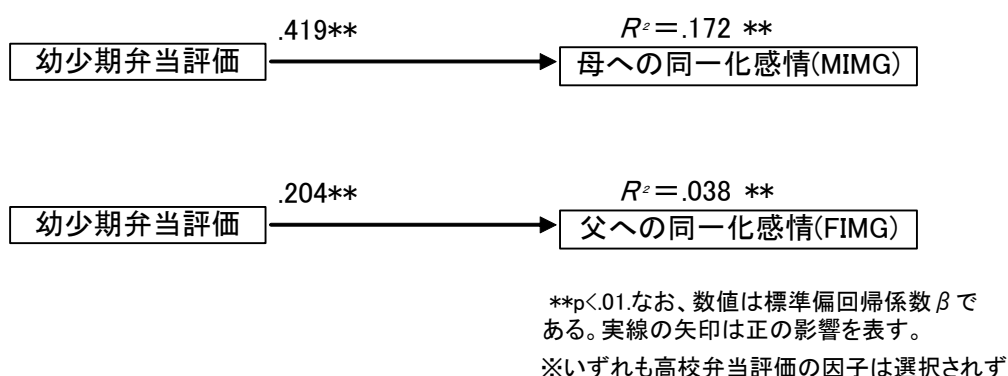 .419**
R²=.172 **
幼少期弁当評価
母への同一化感情(MIMG)
.204**
R²=.038 **
幼少期弁当評価
父への同一化感情(FIMG)
**p<.01.なお、数値は標準偏回帰係数βで
ある。実線の矢印は正の影響を表す。
※いずれも高校弁当評価の因子は選択されず